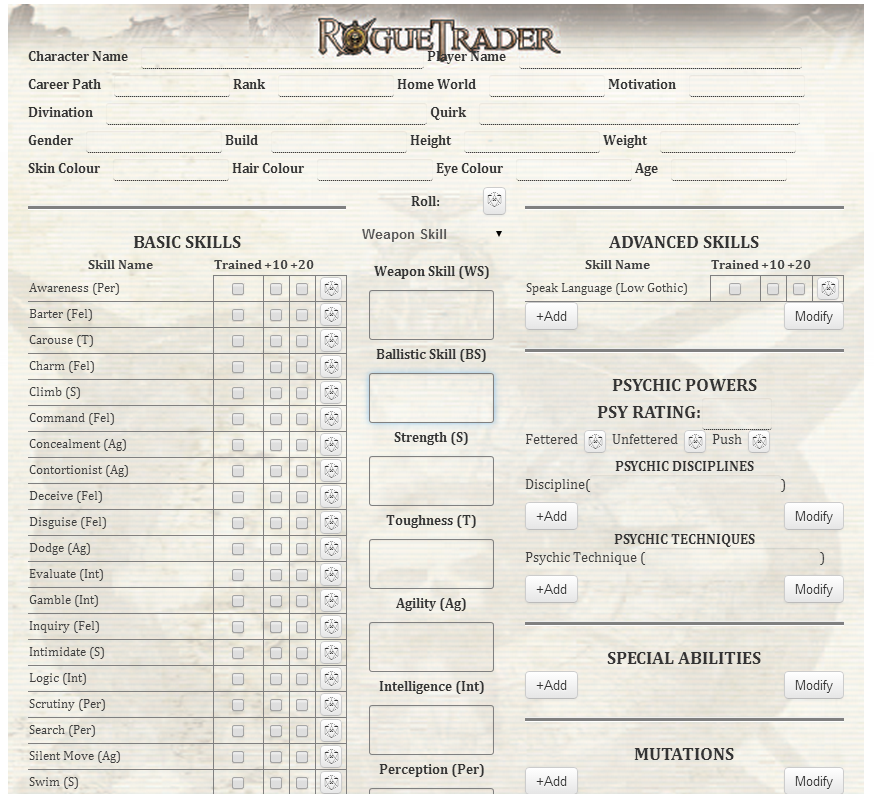 ROGUE TRADER
Character Name Player Name
Career Path Rank Home World Motivation
Divination Quirk
Gender Build Height Weight
Skin Colour Hair Colour Eye Colour Age
Roll:
Weapon Skill
BASIC SKILLS
Skill Name Trained +10 +20
Awareness (Per)
Barter (Fel)
Carouse (T)
Charm (Fel)
Climb (S)
Command (Fel)
Concealment (Ag)
Contortionist (Ag)
Deceive (Fel)
Disguise (Fel)
Dodge (Ag)
Evaluate (Int)
Gamble (Int)
Inquiry (Fel)
Intimidate (S)
Logic (Int)
Scrutiny (Per)
Search (Per)
Silent Move (Ag)
Swim (S)
Weapon Skill (WS)
Ballistic Skill (BS)
Strength (S)
Toughness (T)
Agility (Ag)
Intelligence (Int)
Perception (Per)
ADVANCED SKILLS
Skill Name Trained +10 +20
Speak Language (Low Gothic)
+Add Modify
PSYCHIC POWERS
PSY RATING:
Fettered Unfettered Push
PSYCHIC DISCIPLINES
Discipline( )
+Add Modify
PSYCHIC TECHNIQUES
Psychic Technique ( )
+Add Modify
SPECIAL ABILITIES
+Add Modify
MUTATIONS
+Add Modify